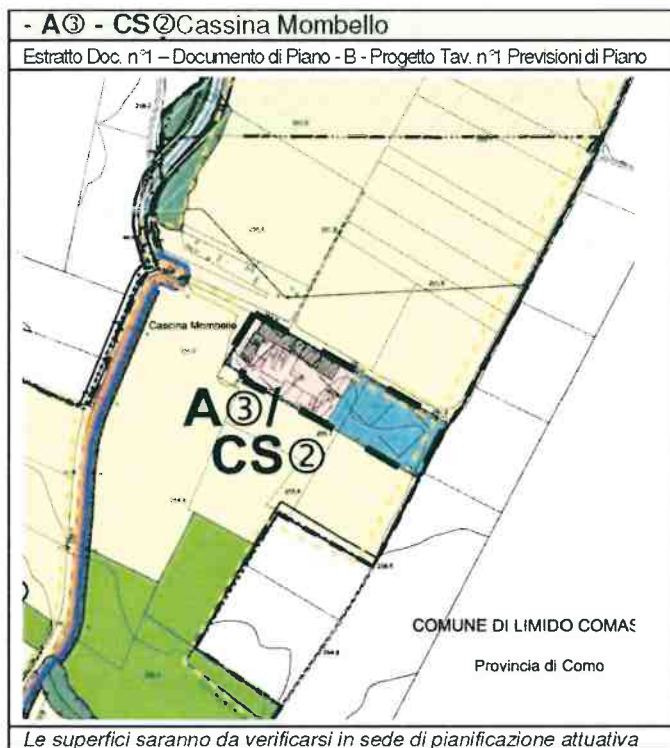 - A③ - CS②Cassina Mombello
Estratto Doc. n°1 – Documento di Piano - B - Progetto Tav. n°1 Previsioni di Piano
Cascina Mombello
A③/
CS②
COMUNE DI LIMIDO COMAS
Provincia di Como
Le superfici saranno da verificarsi in sede di pianificazione attuativa